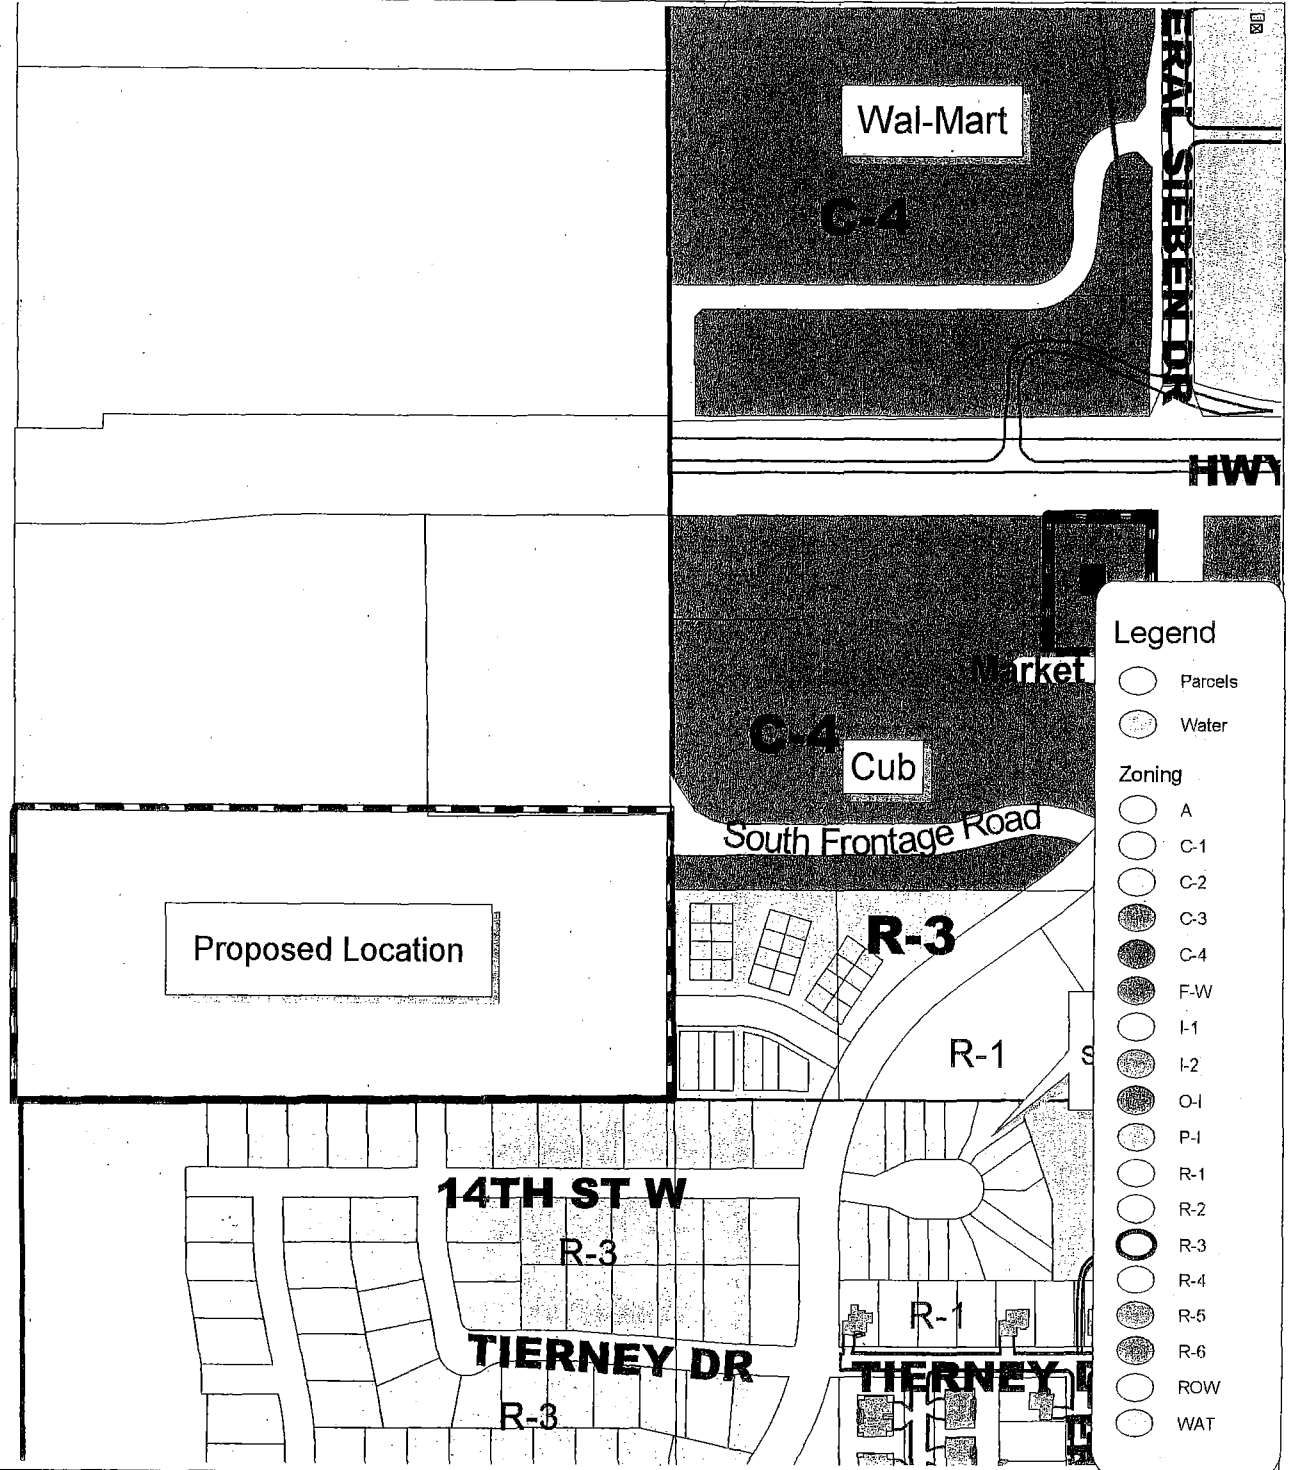 ERAL SIEBEN DR
Wal-Mart
C-4
HWY
Market
C-4
Cub
South Frontage Road
R-3
Proposed Location
R-1
S
14TH ST W
R-3
R-1
TIERNEY DR
TIERNEY D
R-3
Legend
Parcels
Water
Zoning
A
C-1
C-2
C-3
C-4
F-W
I-1
I-2
O-I
P-I
R-1
R-2
R-3
R-4
R-5
R-6
ROW
WAT